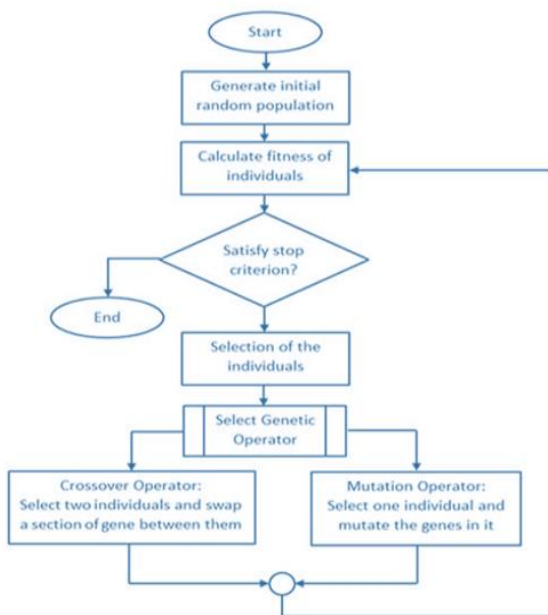 Start
Generate initial
random population
Calculate fitness of
individuals
Satisfy stop
criterion?
End
Selection of the
individuals
Select Genetic
Operator
Crossover Operator:
Select two individuals and swap
a section of gene between them
Mutation Operator:
Select one individual and
mutate the genes in it